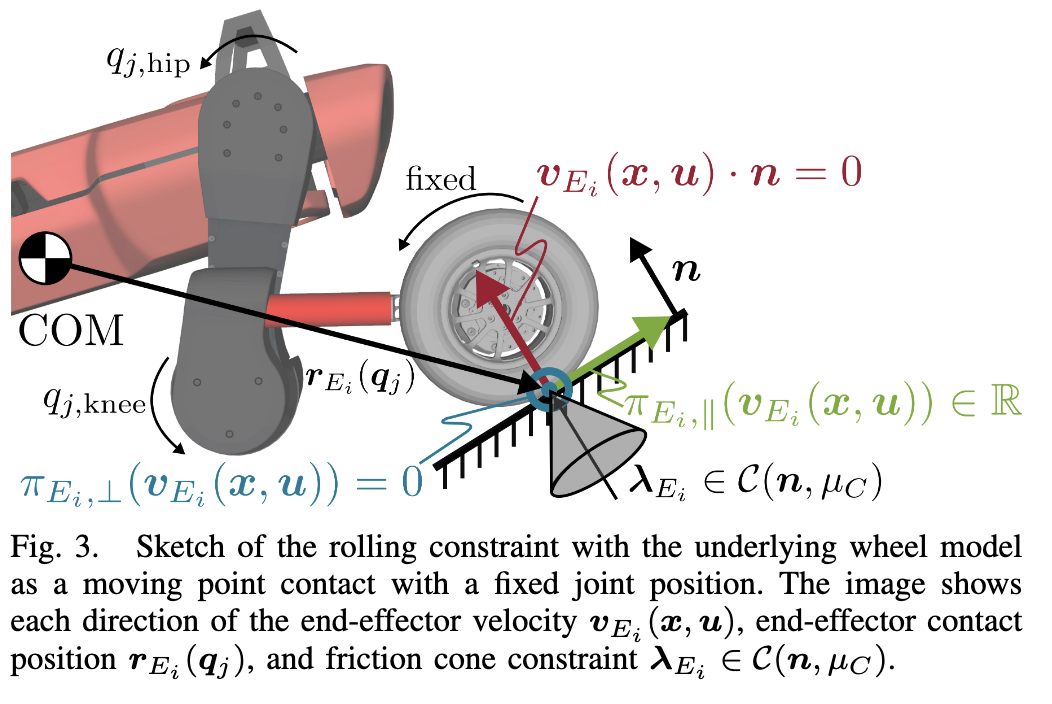 q_{j,hip}
fixed
v_{E_i}(x, u) · n = 0
n
COM
r_{E_i}(q_j)
q_{j,knee}
π_{E_i,∥}(v_{E_i}(x, u)) ∈ ℝ
π_{E_i,⊥}(v_{E_i}(x, u)) = 0
λ_{E_i} ∈ 𝒞(n, μ_C)
Fig. 3. Sketch of the rolling constraint with the underlying wheel model
as a moving point contact with a fixed joint position. The image shows
each direction of the end-effector velocity v_{E_i}(x, u), end-effector contact
position r_{E_i}(q_j), and friction cone constraint λ_{E_i} ∈ 𝒞(n, μ_C).